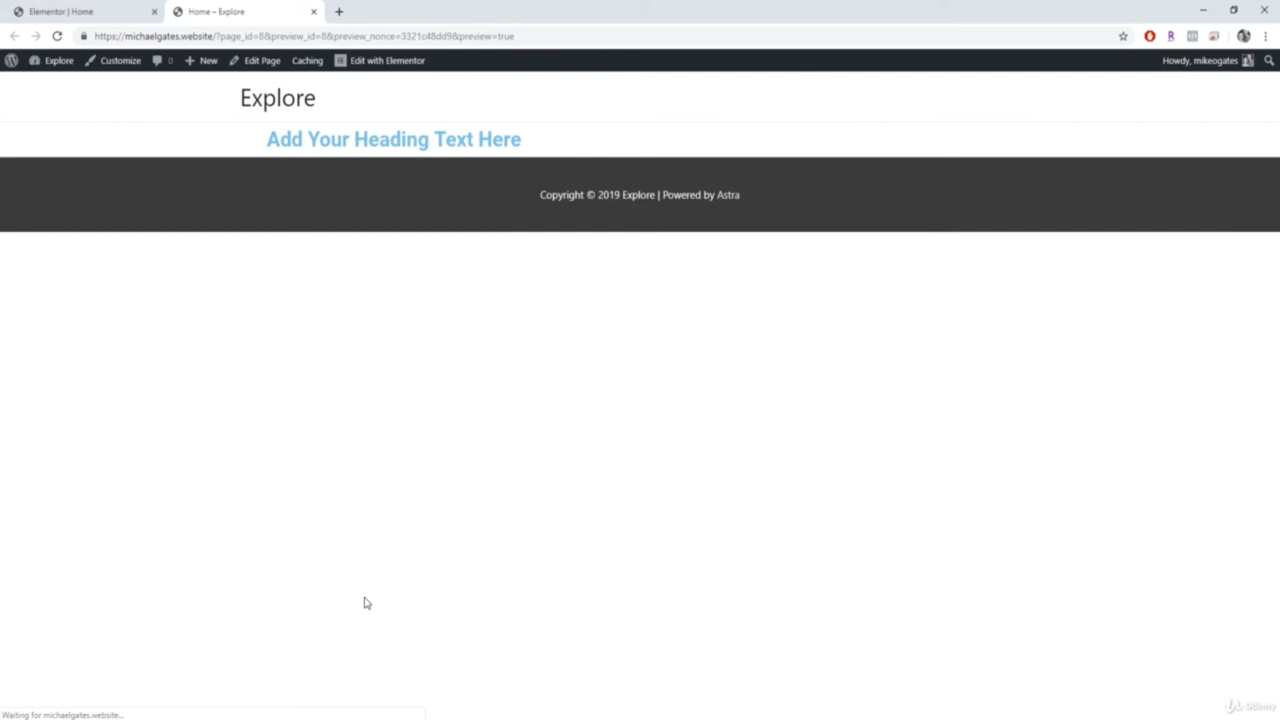 Elementor | Home
Home – Explore
https://michaelgates.website/?page_id=8&preview_id=8&preview_nonce=3321c48dd9&preview=true
Explore Customize 0 New Edit Page Caching Edit with Elementor Howdy, mikeogates
Explore
Add Your Heading Text Here
Copyright © 2019 Explore | Powered by Astra
Waiting for michaelgates.website...
Udemy